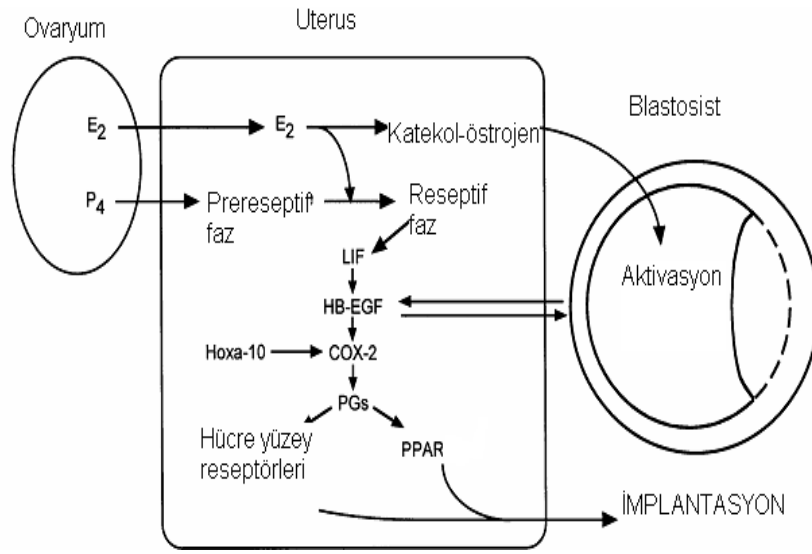 Ovaryum
Uterus
Blastosist
E2
E2
Katekol-östrojen
P4
Prereseptif
faz
Reseptif
faz
LIF
Aktivasyon
HB-EGF
Hoxa-10
COX-2
PGs
Hücre yüzey
reseptörleri
PPAR
İMPLANTASYON